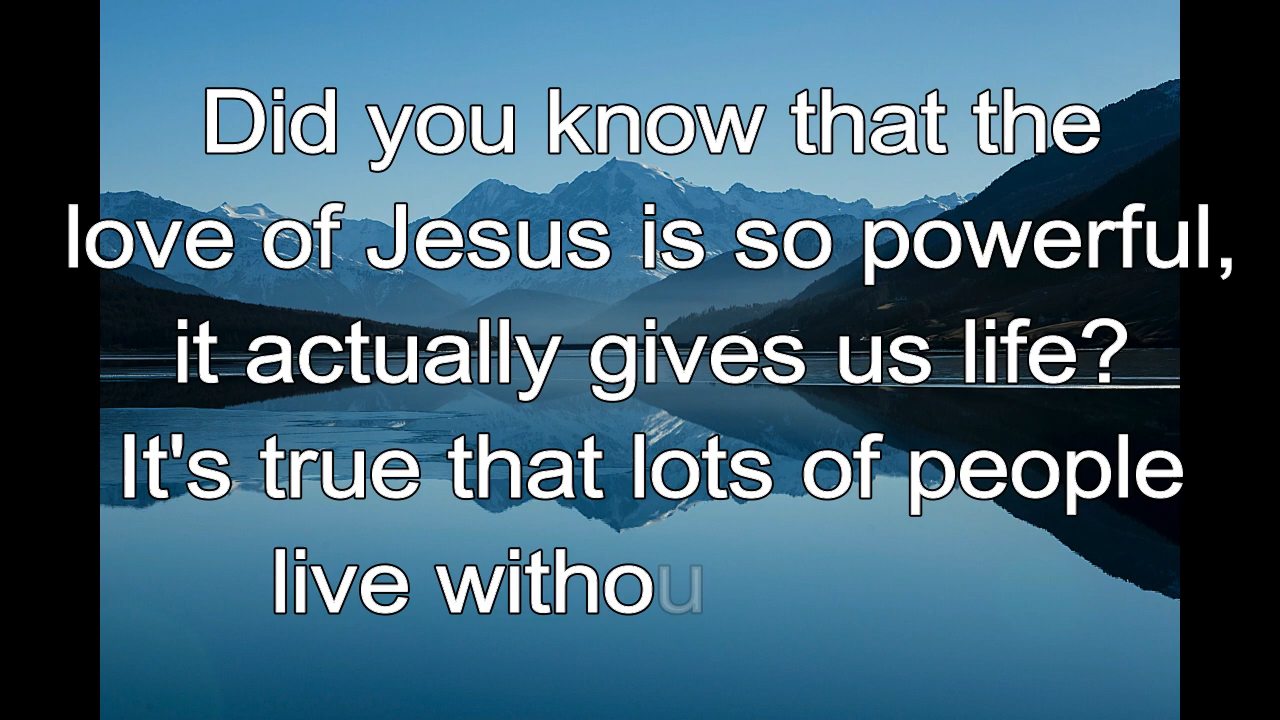 Did you know that the
love of Jesus is so powerful,
it actually gives us life?
It's true that lots of people
live withou